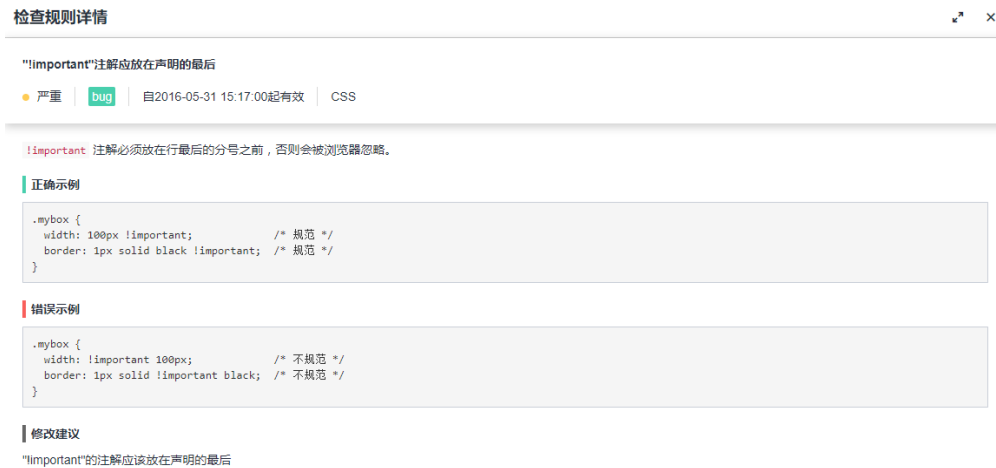 检查规则详情
"!important"注解应放在声明的最后
严重 bug 自2016-05-31 15:17:00起有效 CSS
!important 注解必须放在行最后的分号之前，否则会被浏览器忽略。
正确示例
.mybox {
  width: 100px !important;             /* 规范 */
  border: 1px solid black !important;  /* 规范 */
}
错误示例
.mybox {
  width: !important 100px;             /* 不规范 */
  border: 1px solid !important black;  /* 不规范 */
}
修改建议
"!important"的注解应该放在声明的最后